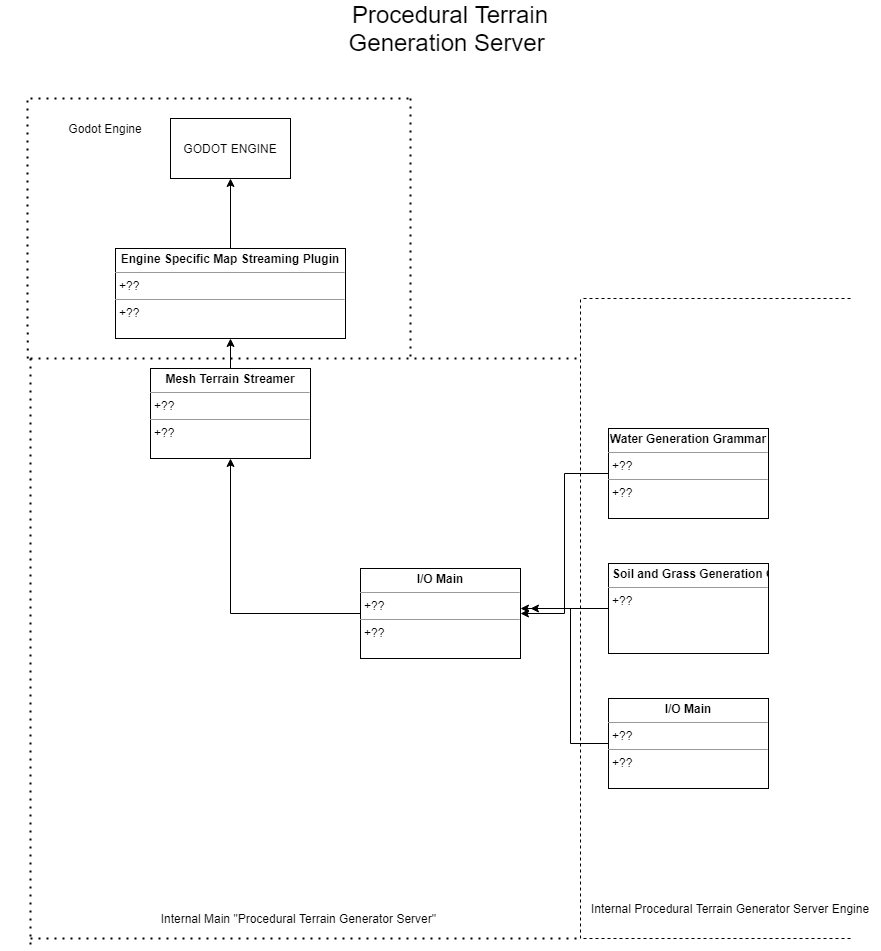 Procedural Terrain
Generation Server
Godot Engine
GODOT ENGINE
Engine Specific Map Streaming Plugin
+??
+??
Mesh Terrain Streamer
+??
+??
Water Generation Grammar
+??
+??
I/O Main
+??
+??
Soil and Grass Generation
+??
I/O Main
+??
+??
Internal Main "Procedural Terrain Generator Server"
Internal Procedural Terrain Generator Server Engine